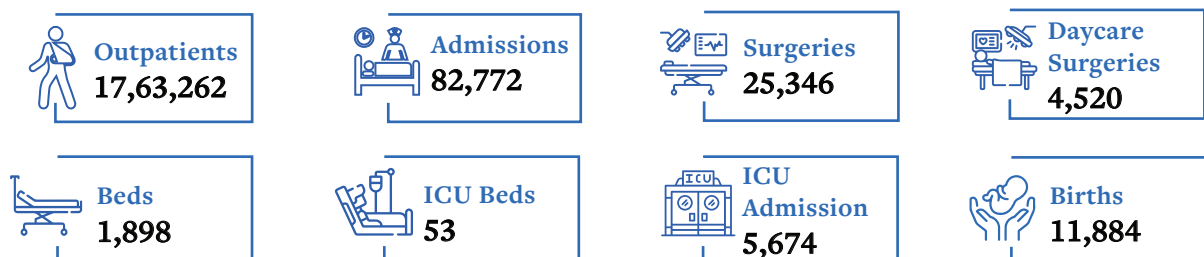 Outpatients
17,63,262
Admissions
82,772
Surgeries
25,346
Daycare
Surgeries
4,520
Beds
1,898
ICU Beds
53
ICU
ICU
Admission
5,674
Births
11,884